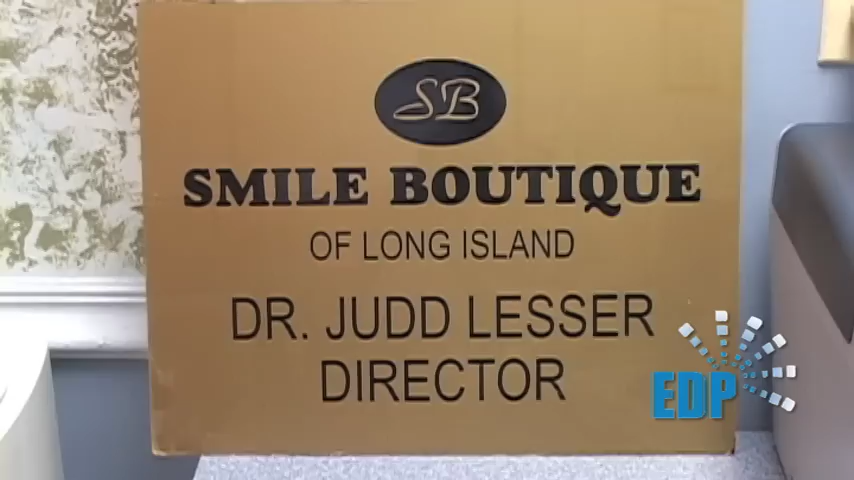 SB
SMILE BOUTIQUE
OF LONG ISLAND
DR. JUDD LESSER
DIRECTOR
EDP